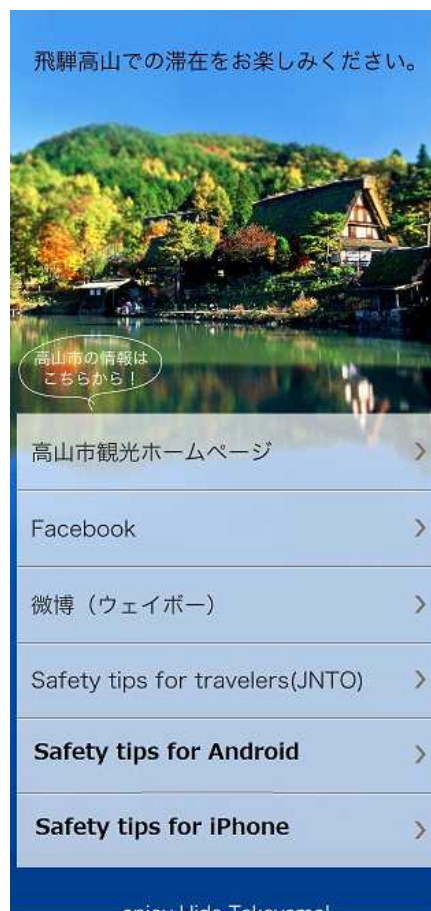 飛騨高山での滞在をお楽しみください。
高山市の情報は
こちらから！
高山市観光ホームページ
Facebook
微博（ウェイボー）
Safety tips for travelers(JNTO)
Safety tips for Android
Safety tips for iPhone
enjoy Hida Takayama!